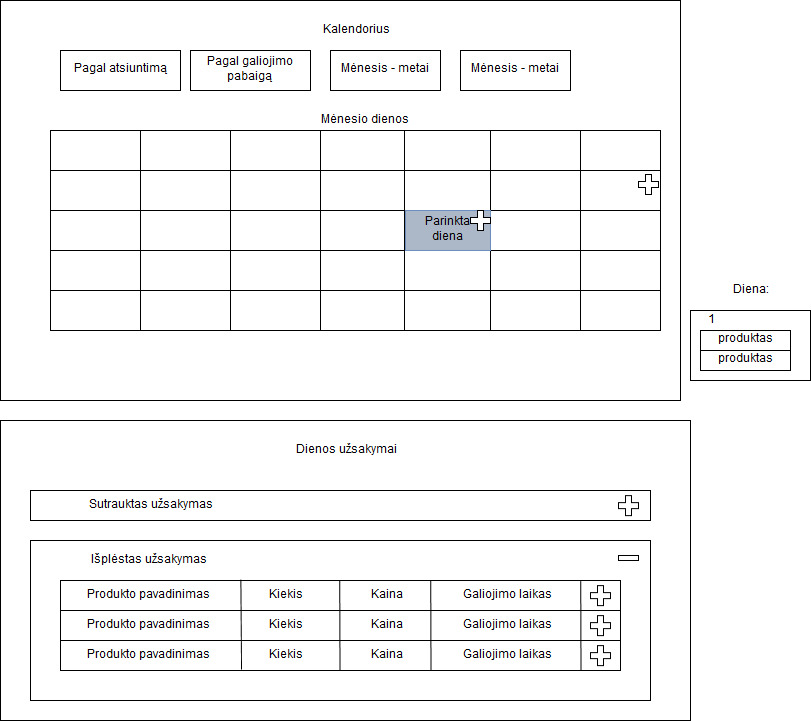 Kalendorius
Pagal atsiuntimą
Pagal galiojimo
pabaigą
Mėnesis - metai
Mėnesis - metai
Mėnesio dienos
Parinkta
diena
Diena:
1
produktas
produktas
Dienos užsakymai
Sutrauktas užsakymas
Išplėstas užsakymas
Produkto pavadinimas Kiekis Kaina Galiojimo laikas
Produkto pavadinimas Kiekis Kaina Galiojimo laikas
Produkto pavadinimas Kiekis Kaina Galiojimo laikas